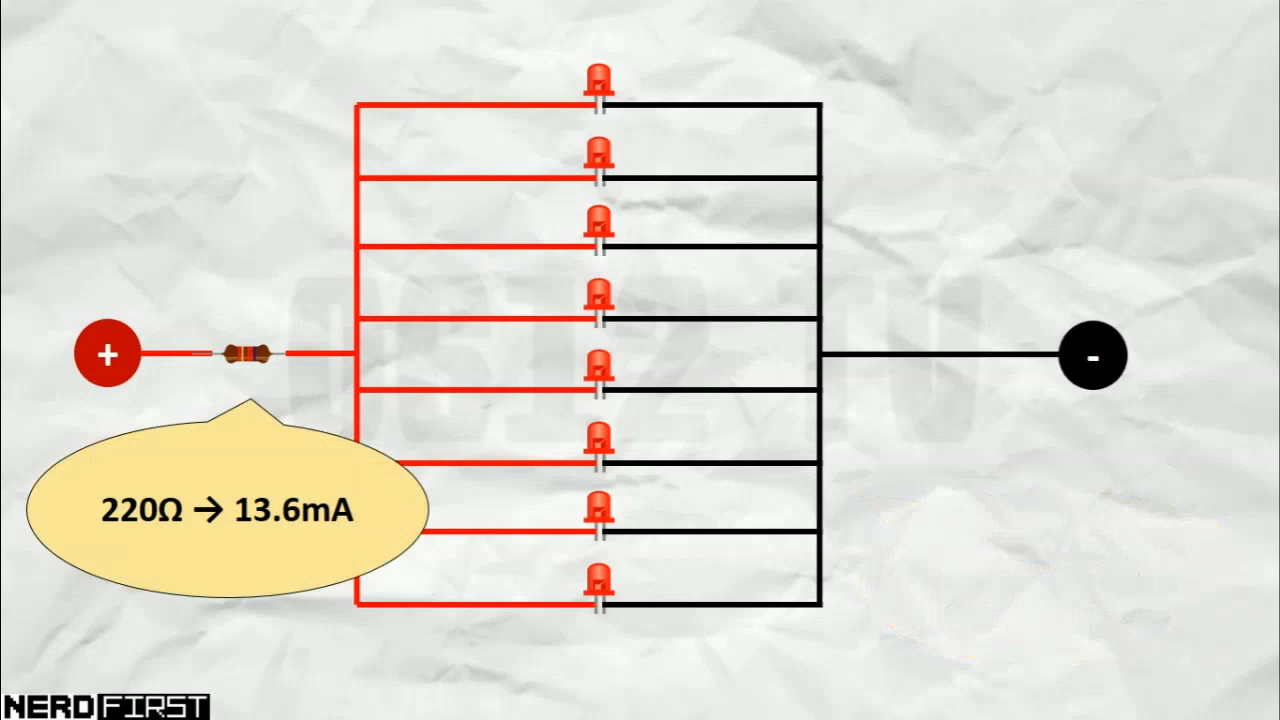 +
-
220Ω → 13.6mA
NERDFIRST